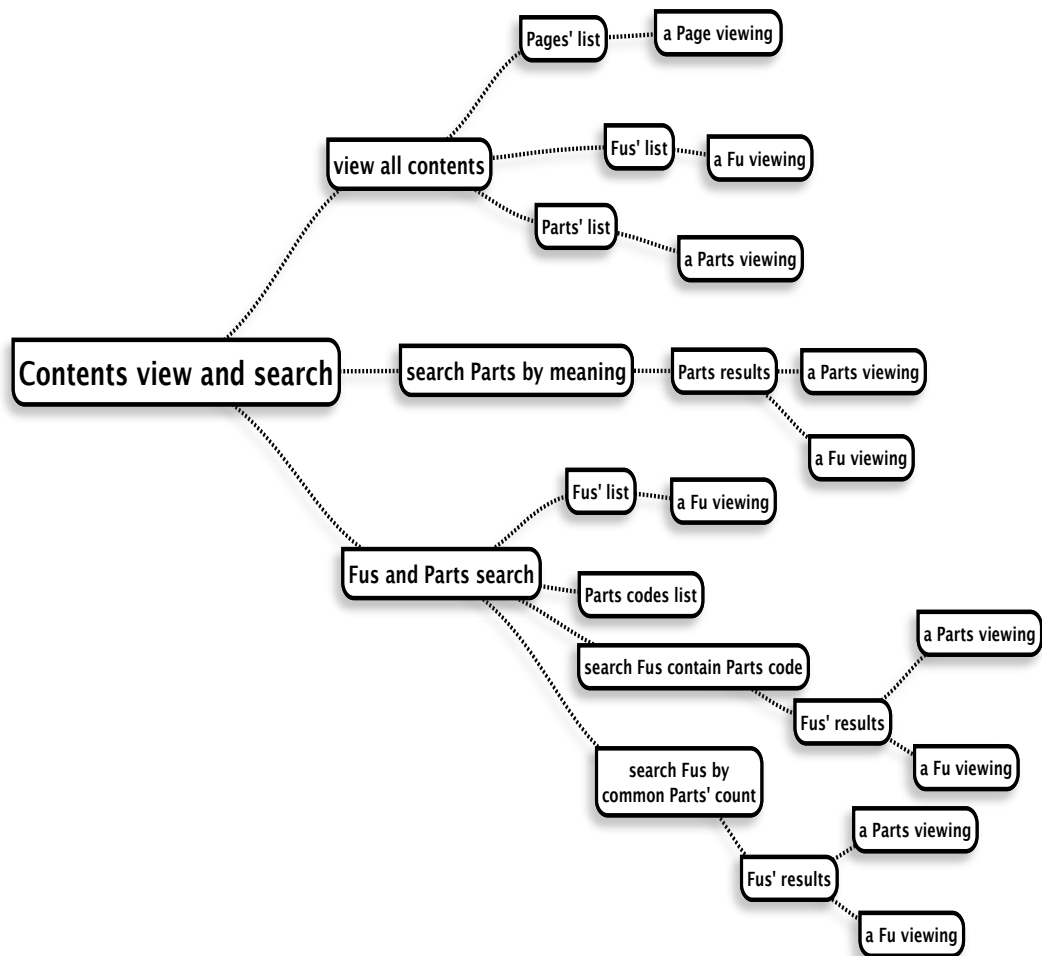 Pages' list
a Page viewing
view all contents
Fus' list
a Fu viewing
Parts' list
a Parts viewing
Contents view and search
search Parts by meaning
Parts results
a Parts viewing
a Fu viewing
Fus' list
a Fu viewing
Fus and Parts search
Parts codes list
search Fus contain Parts code
a Parts viewing
Fus' results
a Fu viewing
search Fus by
common Parts' count
a Parts viewing
Fus' results
a Fu viewing